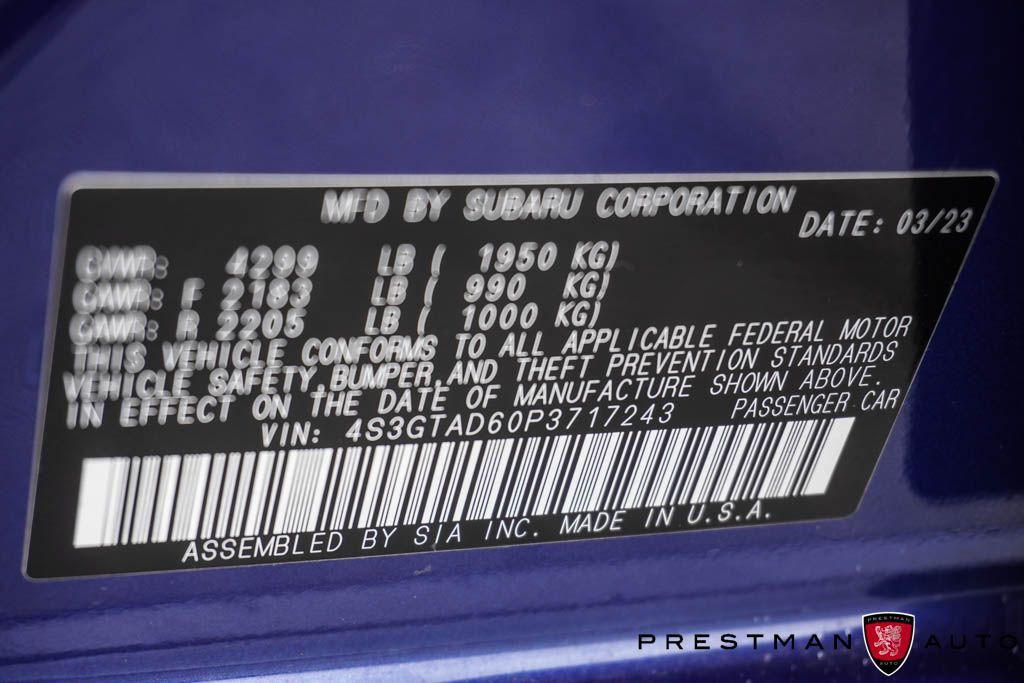 MFD BY SUBARU CORPORATION
DATE: 03/23
GVWR: 4299 LB ( 1950 KG)
GAWR: F 2183 LB ( 990 KG)
GAWR: R 2205 LB ( 1000 KG)
THIS VEHICLE CONFORMS TO ALL APPLICABLE FEDERAL MOTOR
VEHICLE SAFETY, BUMPER, AND THEFT PREVENTION STANDARDS
IN EFFECT ON THE DATE OF MANUFACTURE SHOWN ABOVE.
VIN: 4S3GTAD60P3717243 PASSENGER CAR
ASSEMBLED BY SIA INC. MADE IN U.S.A.
PRESTMAN AUTO
PRESTMAN
AUTO